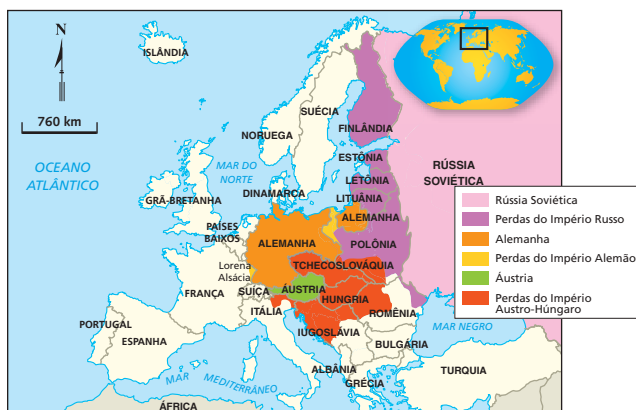 ISLÂNDIA
N
760 km
SUÉCIA
FINLÂNDIA
NORUEGA
ESTÔNIA
OCEANO
ATLÂNTICO
MAR DO
NORTE
LETÔNIA
RÚSSIA
SOVIÉTICA
DINAMARCA
LITUÂNIA
GRÃ-BRETANHA
ALEMANHA
PAÍSES
BAIXOS
ALEMANHA
POLÔNIA
Lorena
Alsácia
TCHECOSLOVÁQUIA
FRANÇA
SUÍÇA
ÁUSTRIA
HUNGRIA
ITÁLIA
ROMÊNIA
IUGOSLÁVIA
MAR NEGRO
PORTUGAL
ESPANHA
BULGÁRIA
ALBÂNIA
TURQUIA
MAR MEDITERRÂNEO
GRÉCIA
ÁFRICA
Rússia Soviética
Perdas do Império Russo
Alemanha
Perdas do Império Alemão
Áustria
Perdas do Império
Austro-Húngaro